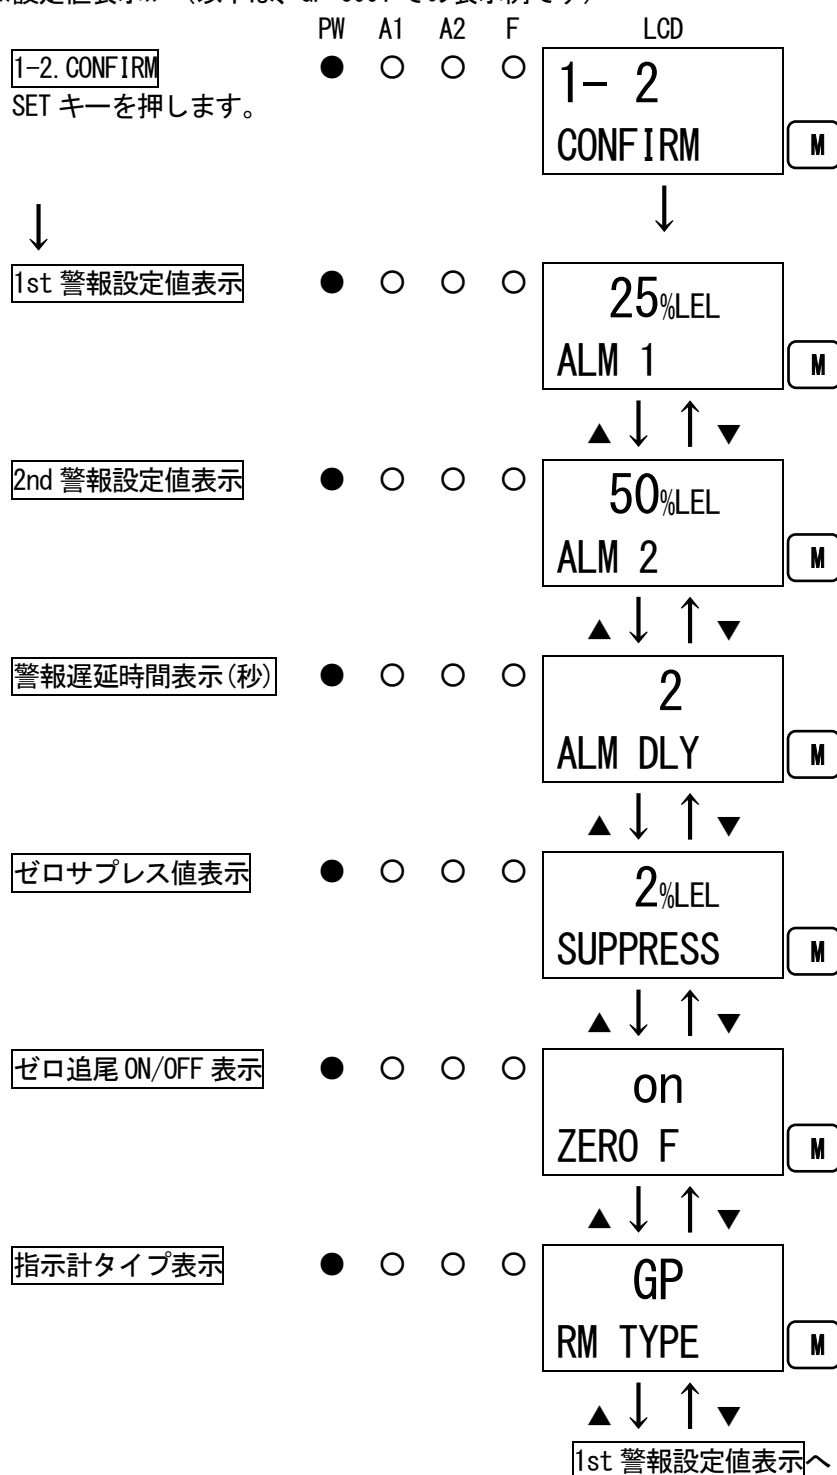 PW A1 A2 F LCD
1-2.CONFIRM ● ○ ○ ○ 1- 2
SETキーを押します。
CONFIRM M
↓ ↓
1st 警報設定値表示 ● ○ ○ ○ 25%LEL
ALM 1 M
▲↓ ↑▼
2nd 警報設定値表示 ● ○ ○ ○ 50%LEL
ALM 2 M
▲↓ ↑▼
警報遅延時間表示(秒) ● ○ ○ ○ 2
ALM DLY M
▲↓ ↑▼
ゼロサプレス値表示 ● ○ ○ ○ 2%LEL
SUPPRESS M
▲↓ ↑▼
ゼロ追尾 ON/OFF 表示 ● ○ ○ ○ on
ZERO F M
▲↓ ↑▼
指示計タイプ表示 ● ○ ○ ○ GP
RM TYPE M
▲↓ ↑▼
1st 警報設定値表示へ